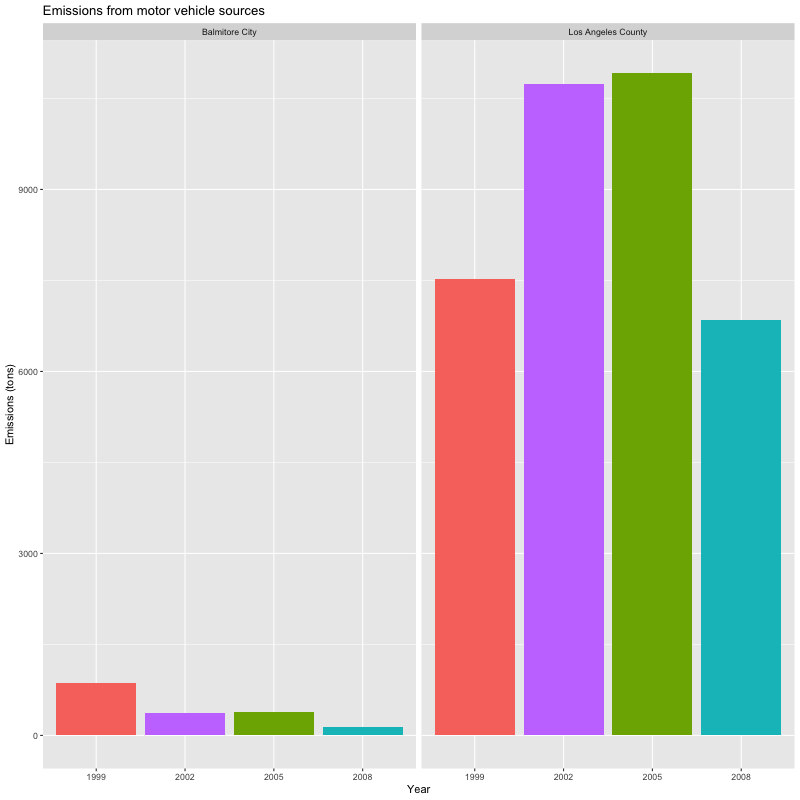 Emissions from motor vehicle sources
Balmitore City
Los Angeles County
Emissions (tons)
9000
6000
3000
0
1999 2002 2005 2008
1999 2002 2005 2008
Year